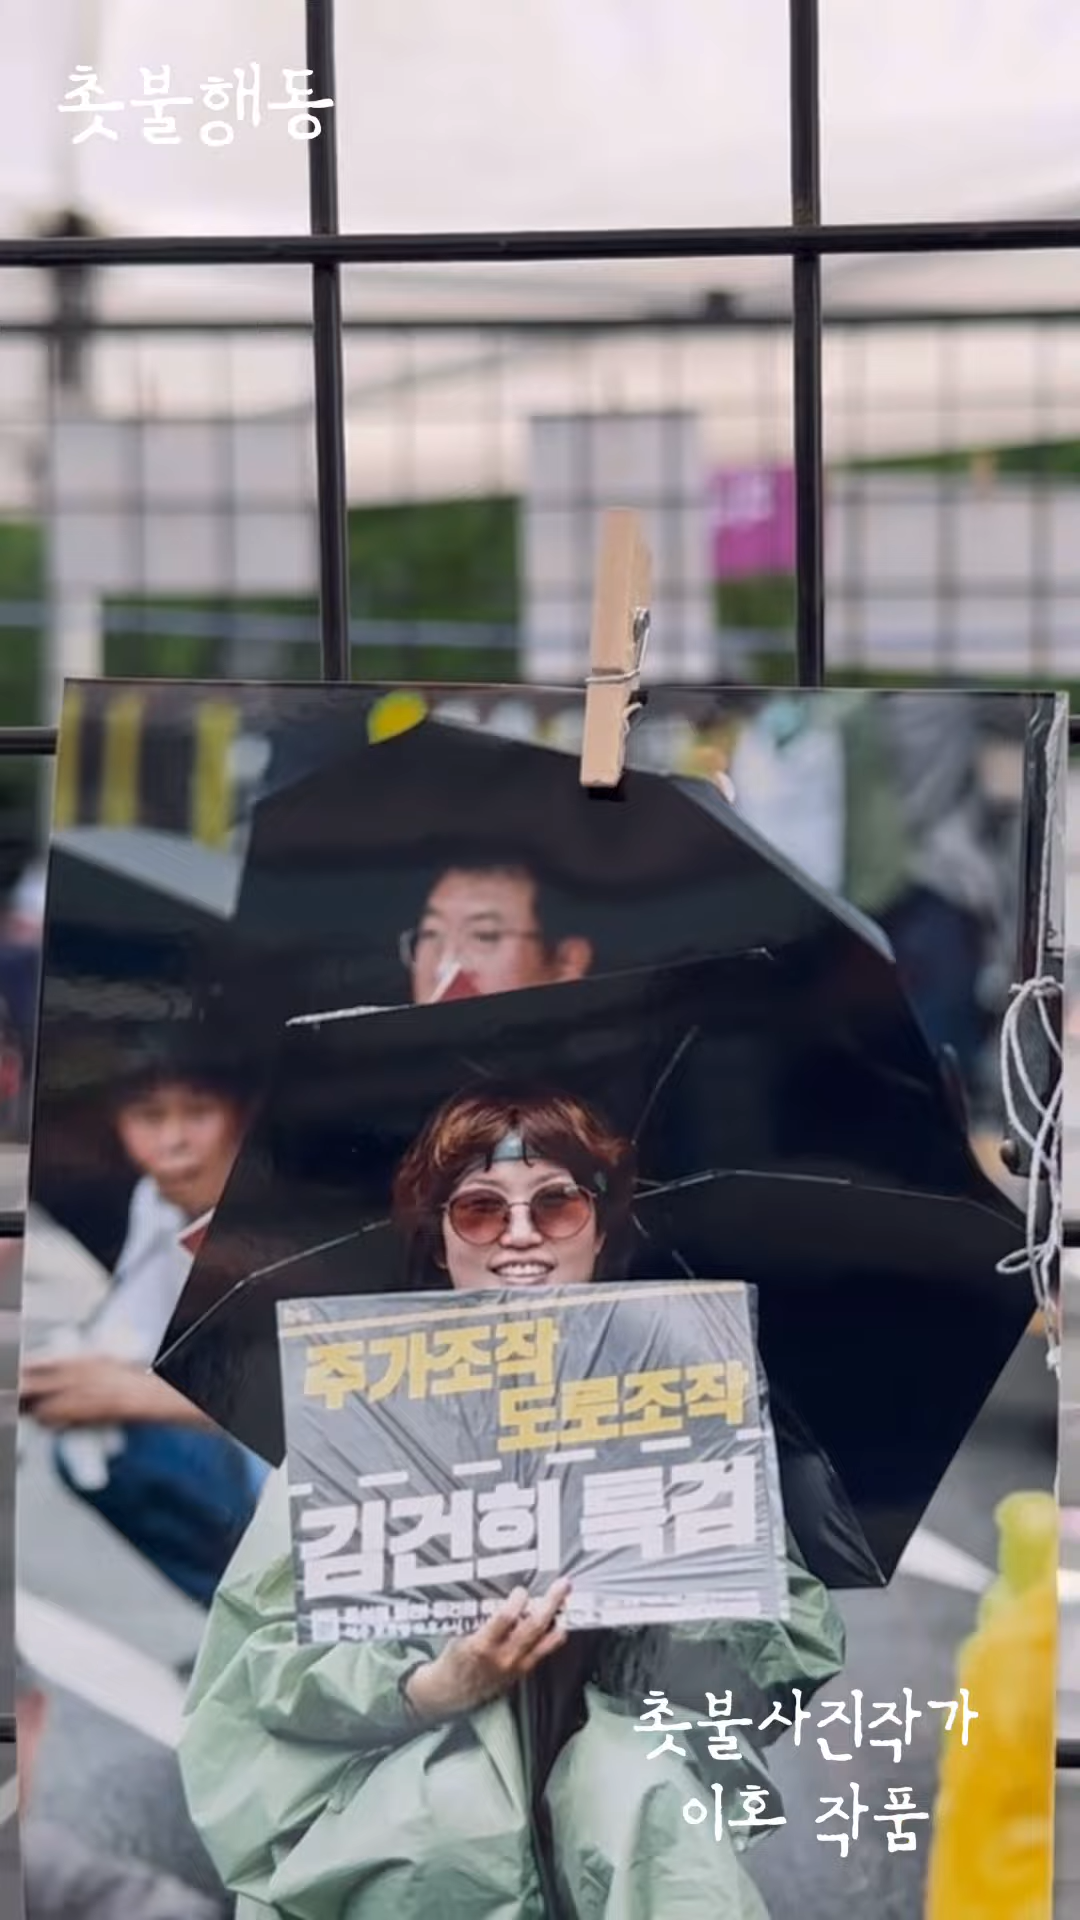 촛불행동
주가조작
도로조작
김건희 특검
촛불사진작가
이호 작품